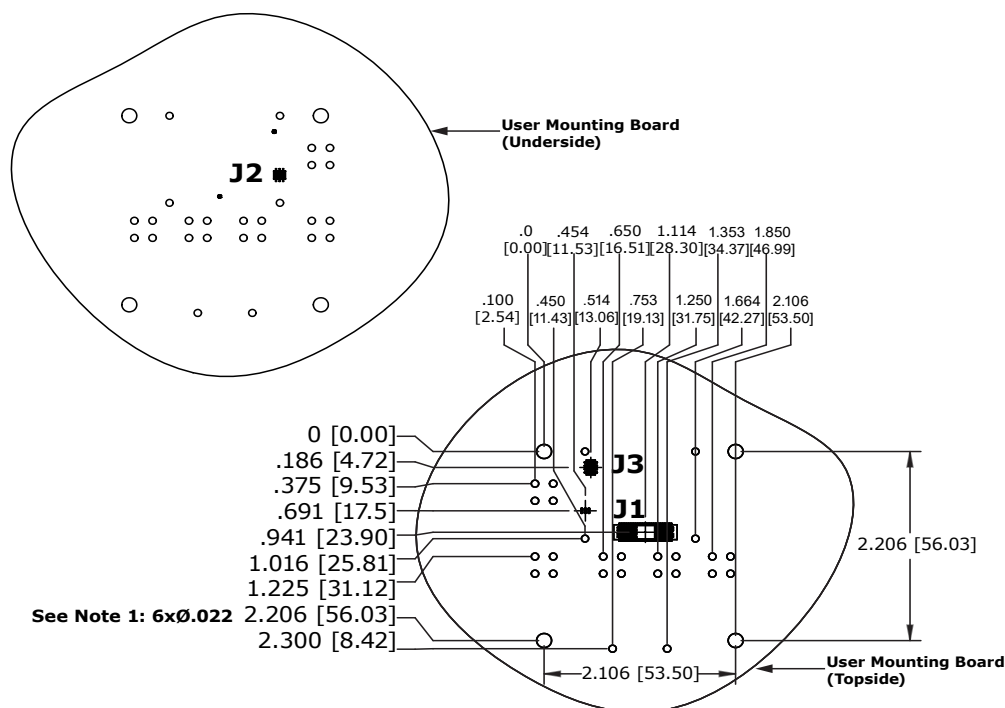 User Mounting Board
(Underside)
J2
.0 .454 .650 1.114 1.353 1.850
[0.00] [11.53] [16.51] [28.30] [34.37] [46.99]
.100 .450 .514 .753 1.250 1.664 2.106
[2.54] [11.43] [13.06] [19.13] [31.75] [42.27] [53.50]
0 [0.00]
.186 [4.72]
J3
.375 [9.53]
.691 [17.5]
J1
.941 [23.90]
2.206 [56.03]
1.016 [25.81]
1.225 [31.12]
See Note 1: 6xØ.022 2.206 [56.03]
2.300 [8.42]
2.106 [53.50]
User Mounting Board
(Topside)